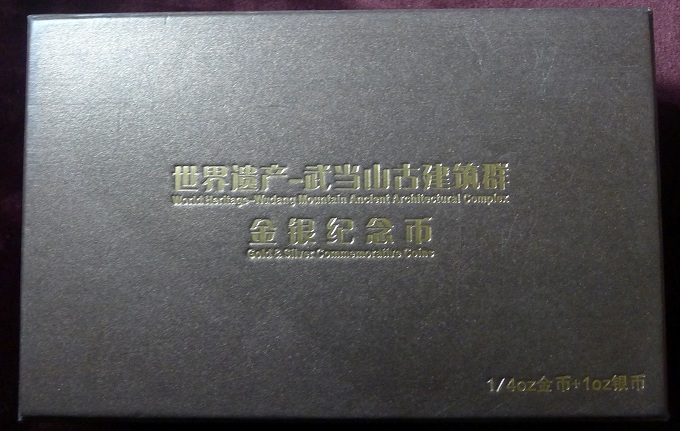 世界遗产-武当山古建筑群
World Heritage-Wudang Mountain Ancient Architectural Complex
金银纪念币
Gold & Silver Commemorative Coins
1/4oz金币+1oz银币